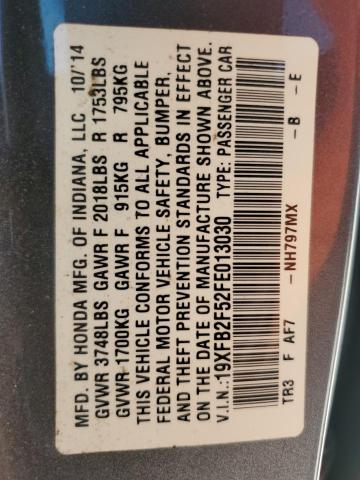 MFD. BY HONDA MFG. OF INDIANA, LLC 10/'14
GVWR 3748LBS GAWR F 2018LBS R 1753LBS
GVWR 1700KG GAWR F 915KG R 795KG
THIS VEHICLE CONFORMS TO ALL APPLICABLE
FEDERAL MOTOR VEHICLE SAFETY, BUMPER,
AND THEFT PREVENTION STANDARDS IN EFFECT
ON THE DATE OF MANUFACTURE SHOWN ABOVE.
V.I.N.:19XFB2F52FE013030 TYPE: PASSENGER CAR
TR3 F AF7 -NH797MX -B -E